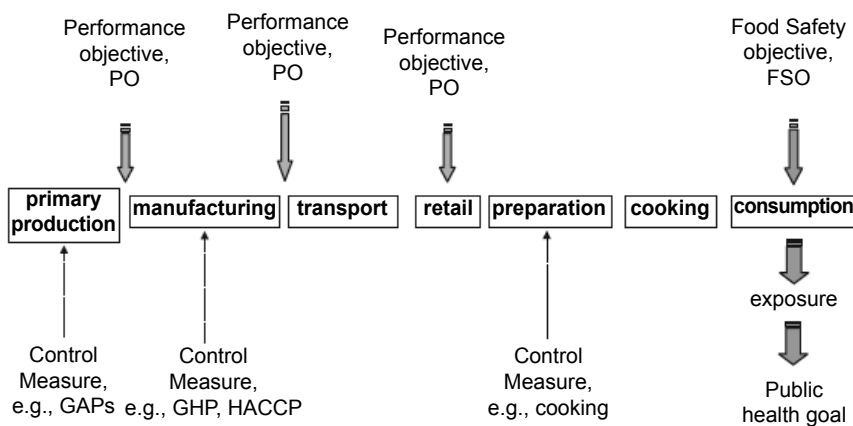 Performance
objective,
PO
Performance
objective,
PO
Performance
objective,
PO
Food Safety
objective,
FSO
primary
production
manufacturing
transport
retail
preparation
cooking
consumption
exposure
Control
Measure,
e.g., GAPs
Control
Measure,
e.g., GHP, HACCP
Control
Measure,
e.g., cooking
Public
health goal